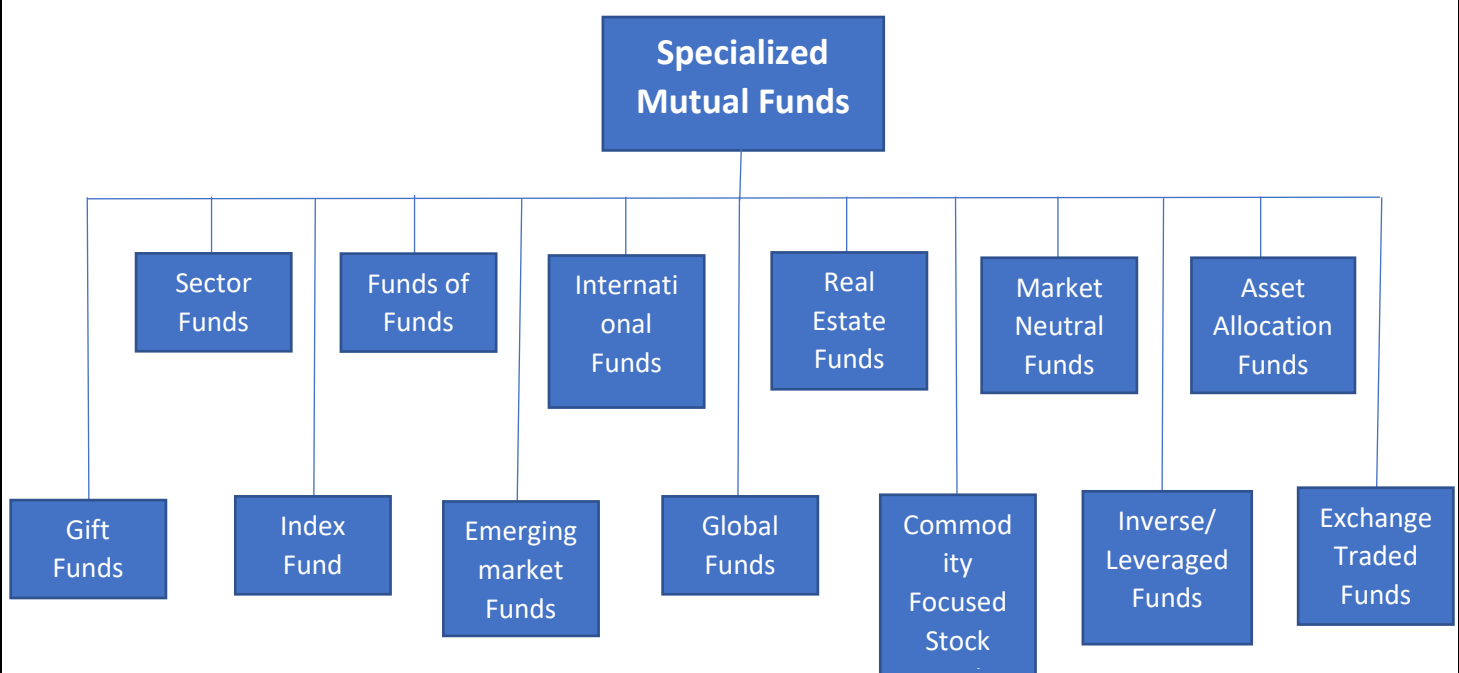 Specialized
Mutual Funds
Sector
Funds
Funds of
Funds
Internati
onal
Funds
Real
Estate
Funds
Market
Neutral
Funds
Asset
Allocation
Funds
Gift
Funds
Index
Fund
Emerging
market
Funds
Global
Funds
Commod
ity
Focused
Stock
Inverse/
Leveraged
Funds
Exchange
Traded
Funds